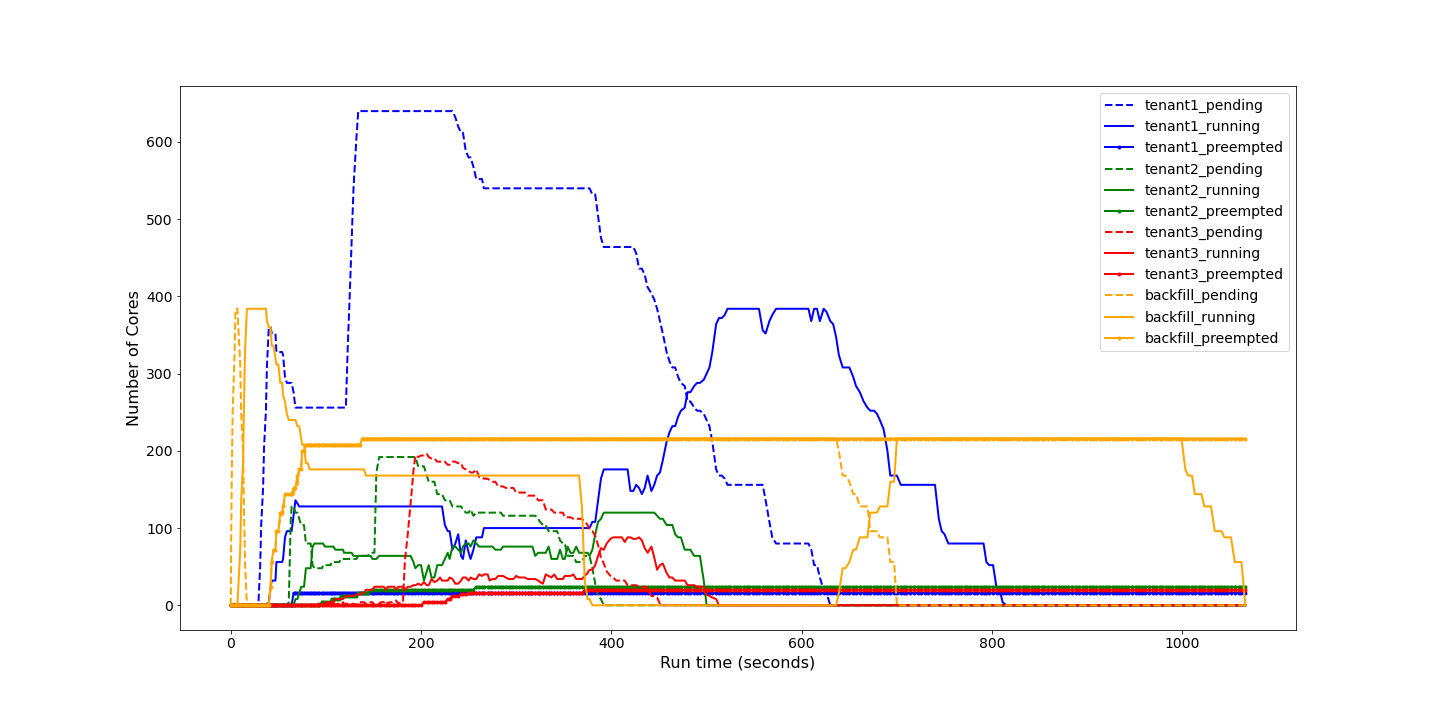 Number of Cores
600
500
400
300
200
100
0
0 200 400 600 800 1000
Run time (seconds)
tenant1_pending
tenant1_running
tenant1_preempted
tenant2_pending
tenant2_running
tenant2_preempted
tenant3_pending
tenant3_running
tenant3_preempted
backfill_pending
backfill_running
backfill_preempted